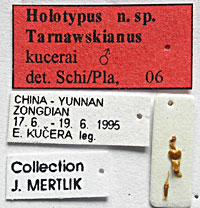 Holotypus n. sp.
Tarnawskianus
kucerai ♂
det. Schi/Pla, 06
CHINA - YUNNAN
ZONGDIAN
17. 6. - 19. 6. 1995
E. KUČERA leg.
Collection
J. MERTLIK